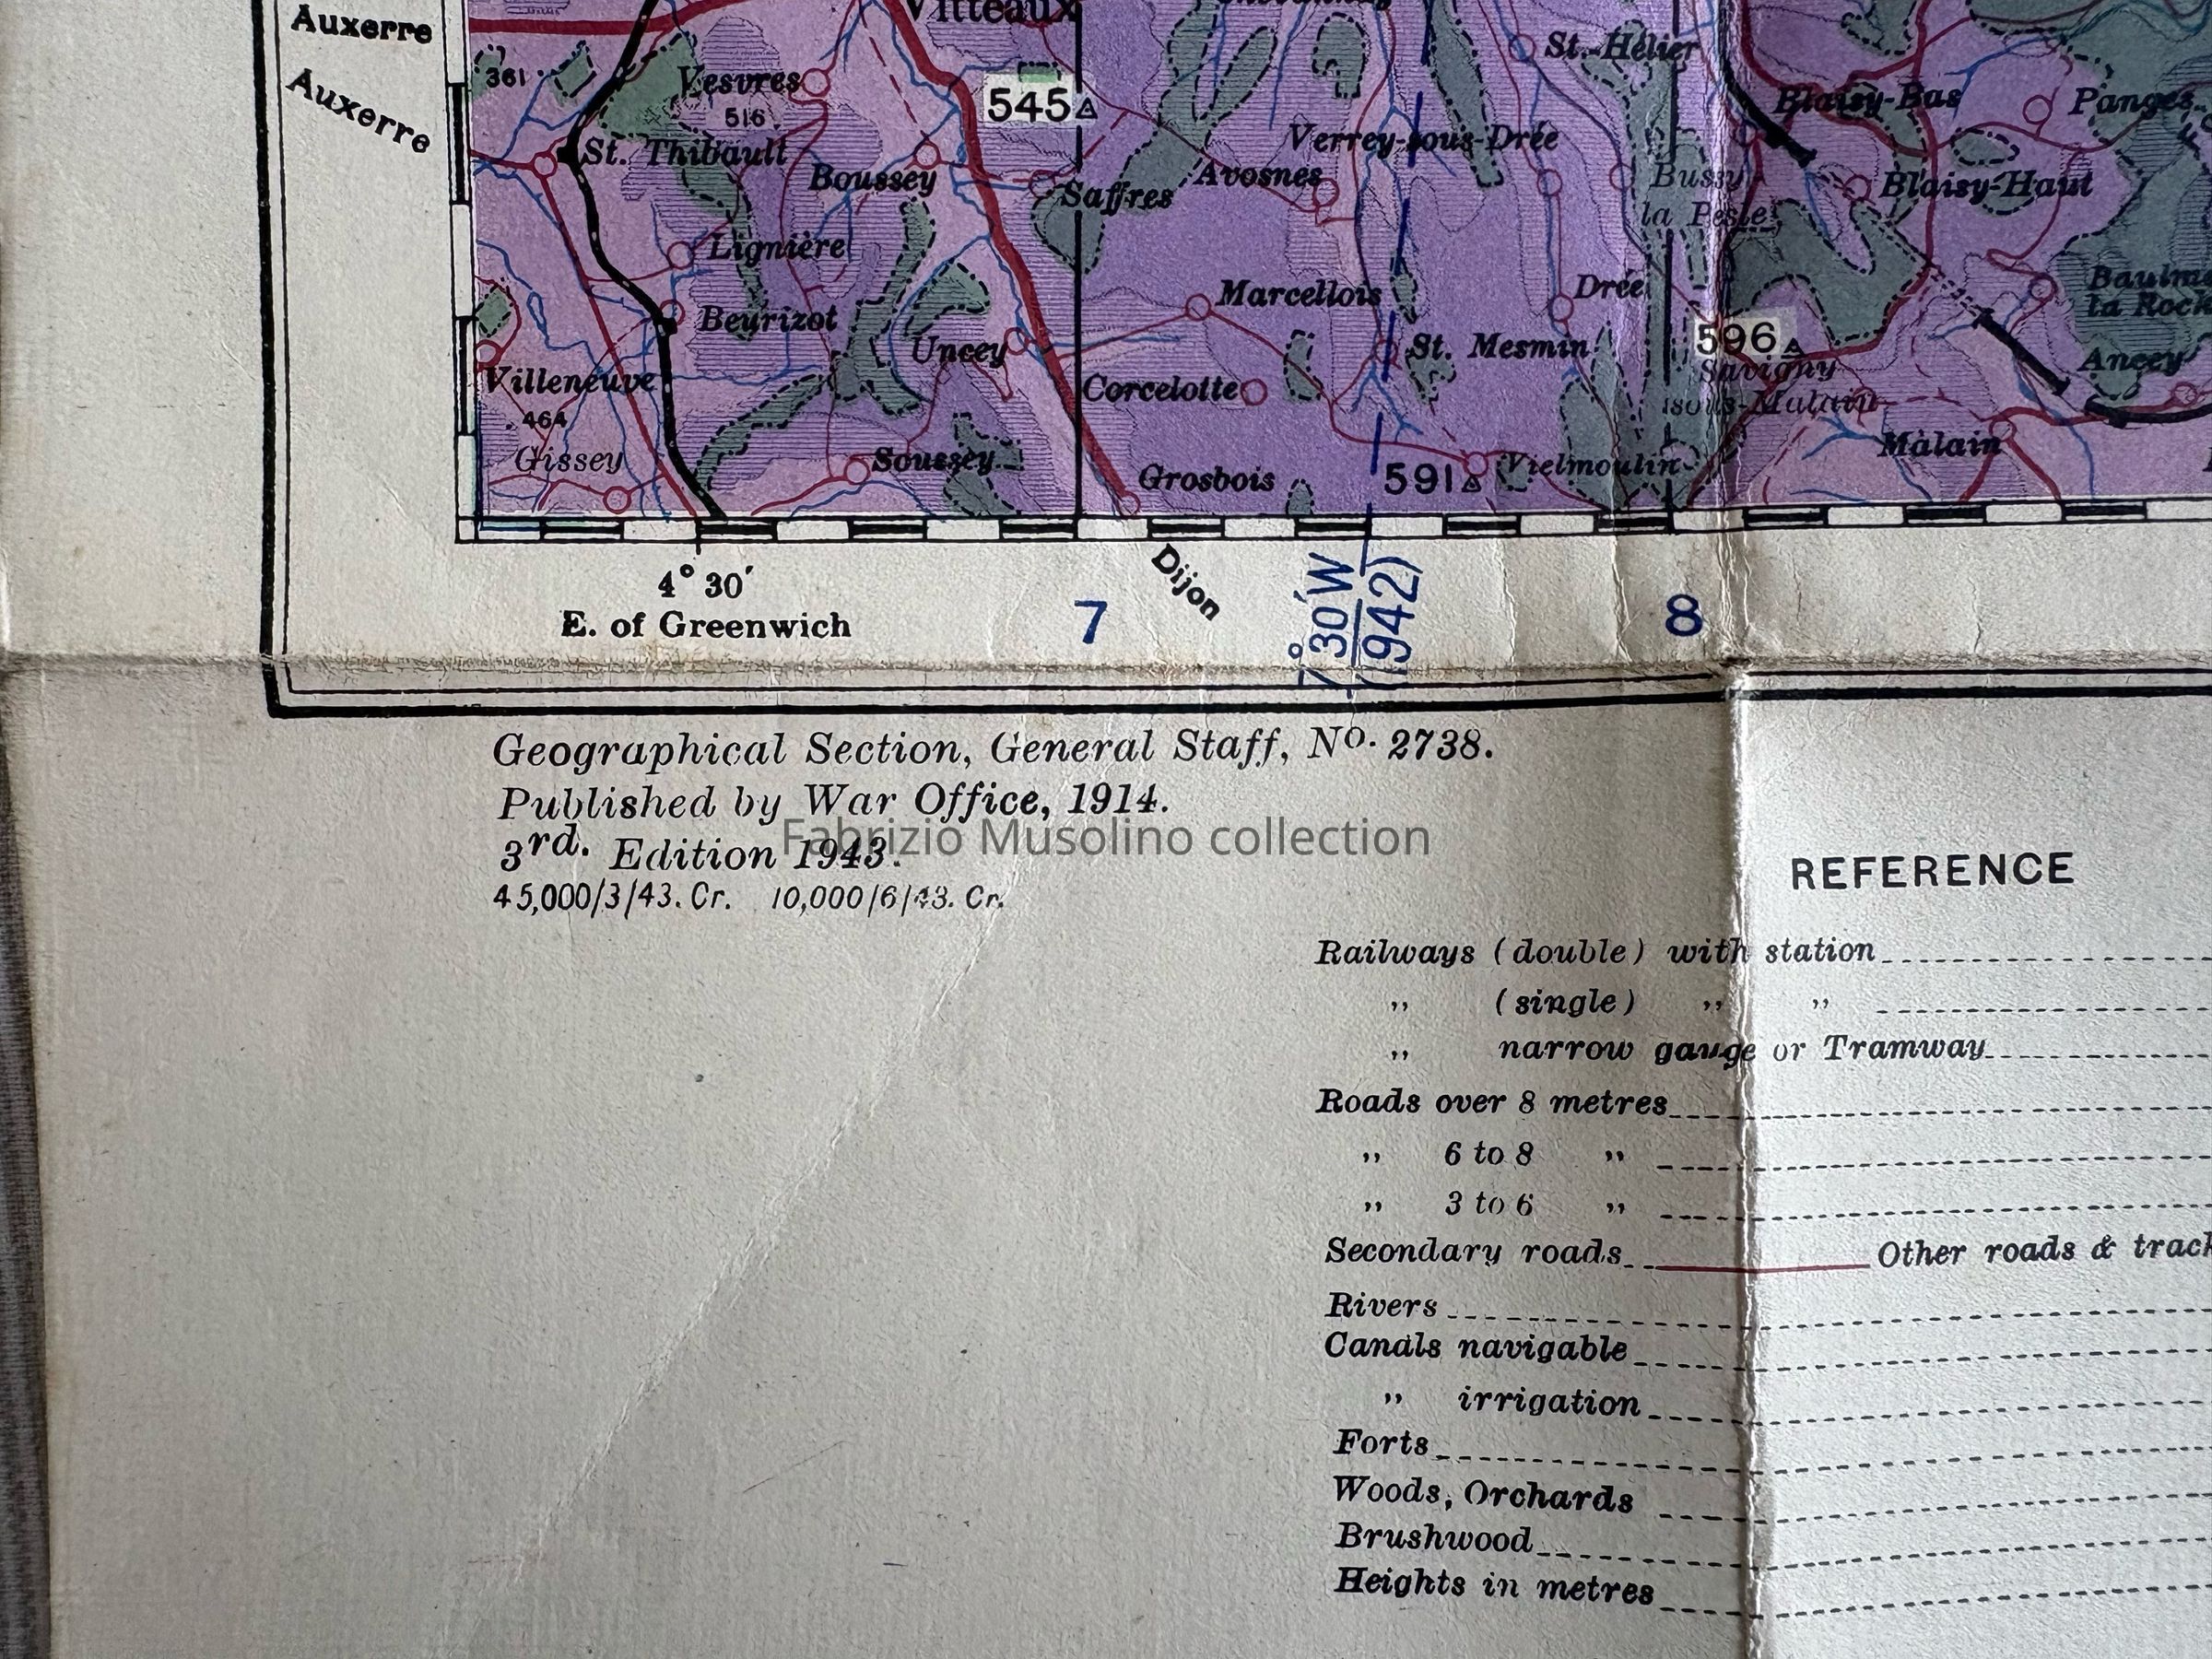 Auxerre
Vitteaux
St. Hélier
361
Vesvres
516
545
Blaisy-Bas
Panges
Auxerre
Verrey-sous-Drée
St. Thibault
Boussey
Saffres
Avosnes
Bussy
la Pesle
Blaisy-Haut
Lignière
Marcellois
Drée
Beurizot
Uncey
St. Mesmin
596
Ancey
Villeneuve
Corcelotte
Savigny
sous-Malain
464
Gissey
Soussey
Grosbois
591
Vielmoulin
Mâlain
4° 30′
E. of Greenwich
7
Dijon
7° 30′ W
(1942)
8
Geographical Section, General Staff, No. 2738.
Published by War Office, 1914.
3rd. Edition 1943.
45,000/3/43. Cr. 10,000/6/43. Cr.
Fabrizio Musolino collection
REFERENCE
Railways (double) with station
,, (single) ,, ,,
,, narrow gauge or Tramway
Roads over 8 metres
,, 6 to 8 ,,
,, 3 to 6 ,,
Secondary roads Other roads & track
Rivers
Canals navigable
,, irrigation
Forts
Woods, Orchards
Brushwood
Heights in metres